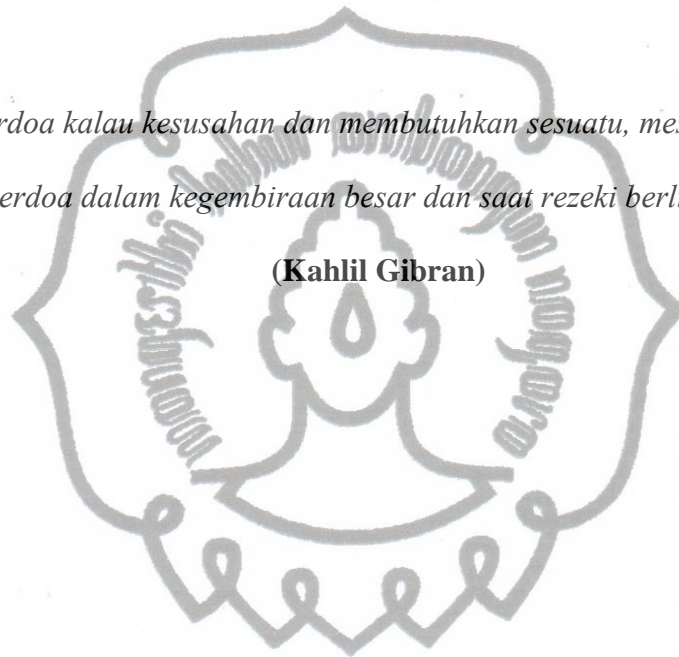 rdoa kalau kesusahan dan membutuhkan sesuatu, mes
erdoa dalam kegembiraan besar dan saat rezeki berl
(Kahlil Gibran)